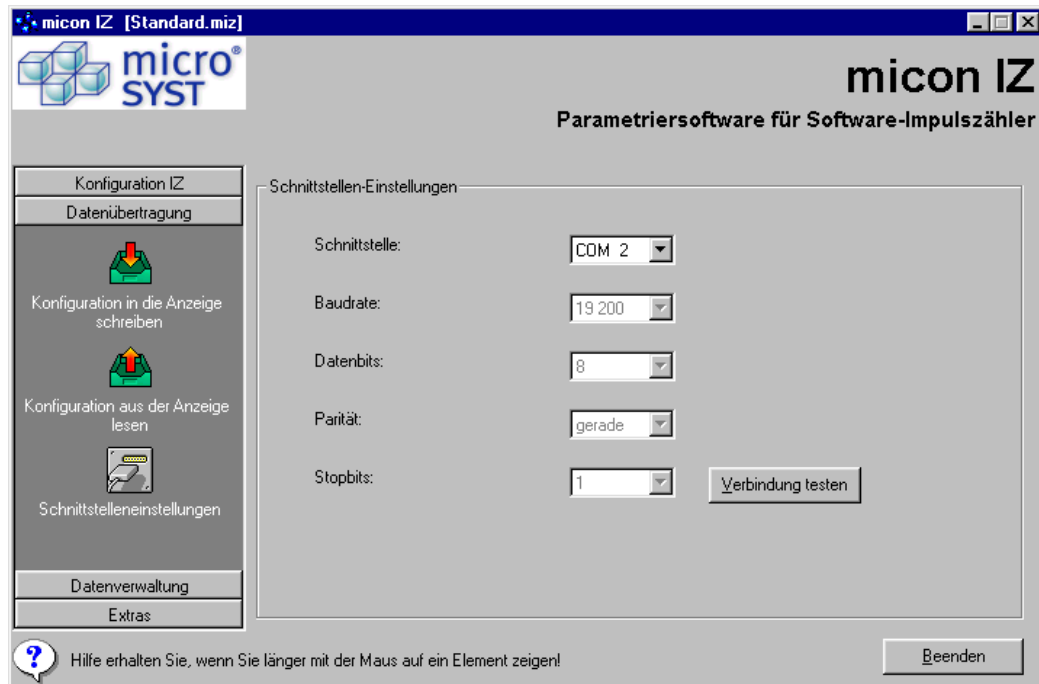 micon IZ [Standard.miz]
micro®
SYST
micon IZ
Parametriersoftware für Software-Impulszähler
Konfiguration IZ
Datenübertragung
Konfiguration in die Anzeige
schreiben
Konfiguration aus der Anzeige
lesen
Schnittstelleneinstellungen
Datenverwaltung
Extras
Schnittstellen-Einstellungen
Schnittstelle:
COM 2
Baudrate:
19 200
Datenbits:
8
Parität:
gerade
Stopbits:
1
Verbindung testen
? Hilfe erhalten Sie, wenn Sie länger mit der Maus auf ein Element zeigen!
Beenden